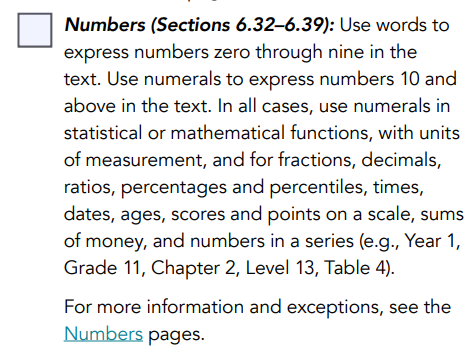 Numbers (Sections 6.32–6.39): Use words to
express numbers zero through nine in the
text. Use numerals to express numbers 10 and
above in the text. In all cases, use numerals in
statistical or mathematical functions, with units
of measurement, and for fractions, decimals,
ratios, percentages and percentiles, times,
dates, ages, scores and points on a scale, sums
of money, and numbers in a series (e.g., Year 1,
Grade 11, Chapter 2, Level 13, Table 4).
For more information and exceptions, see the
Numbers pages.